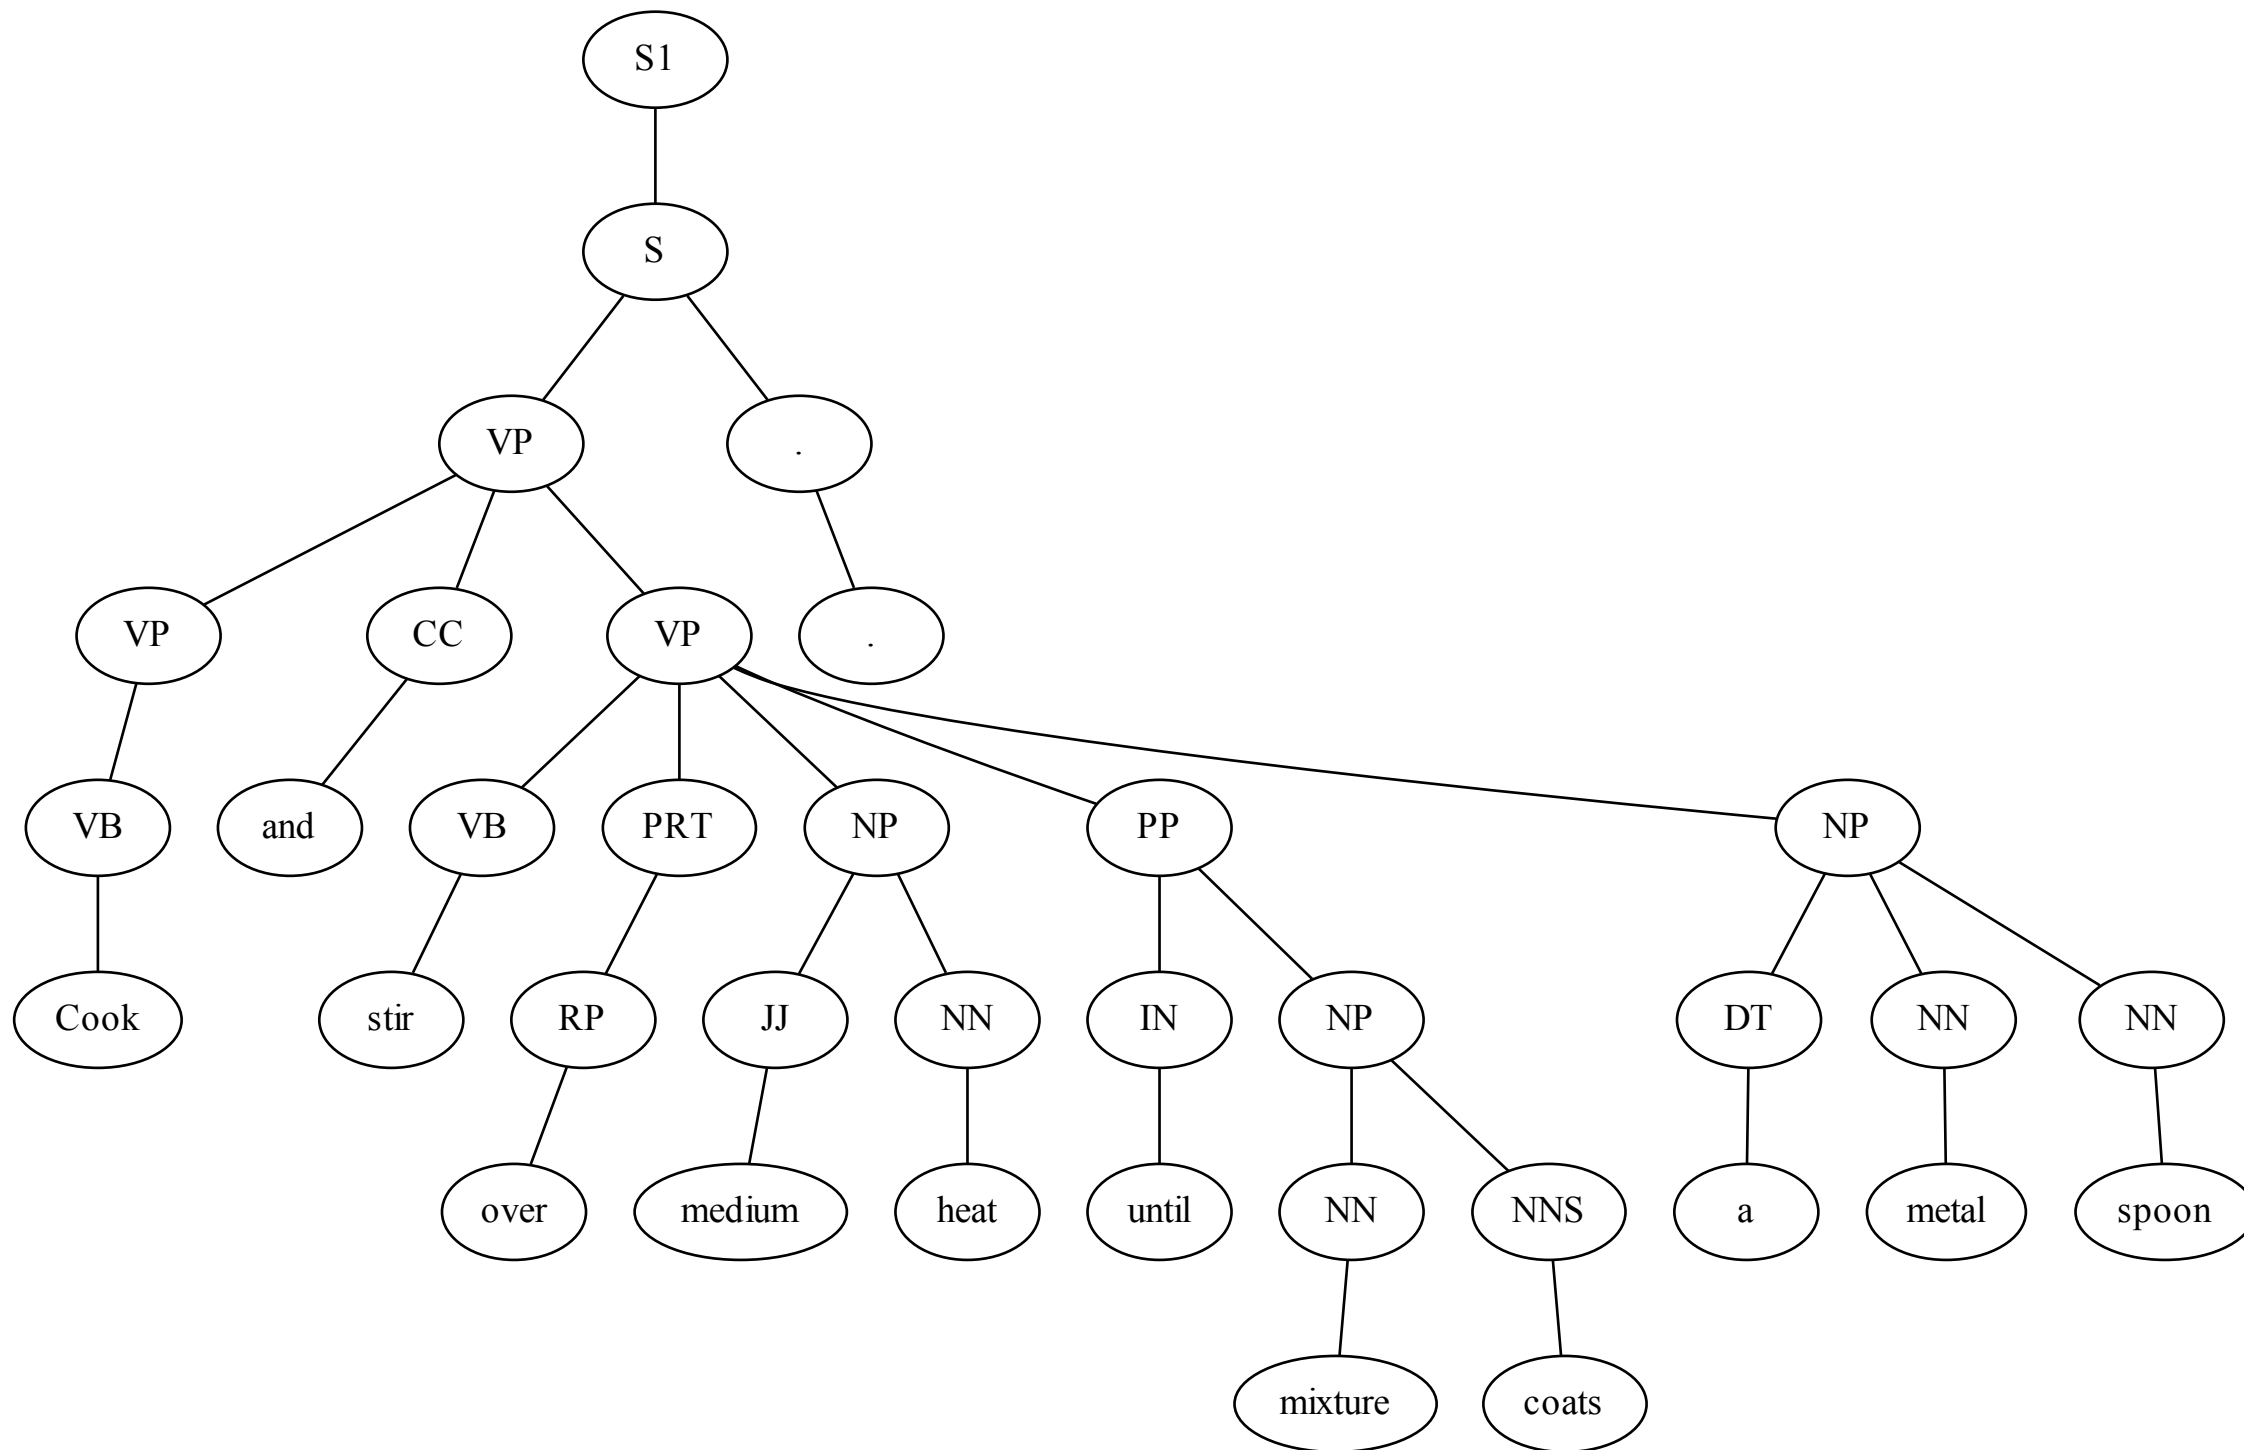 S1
S
VP .
VP CC VP .
VB and VB PRT NP PP NP
Cook stir RP JJ NN IN NP DT NN NN
over medium heat until NN NNS a metal spoon
mixture coats